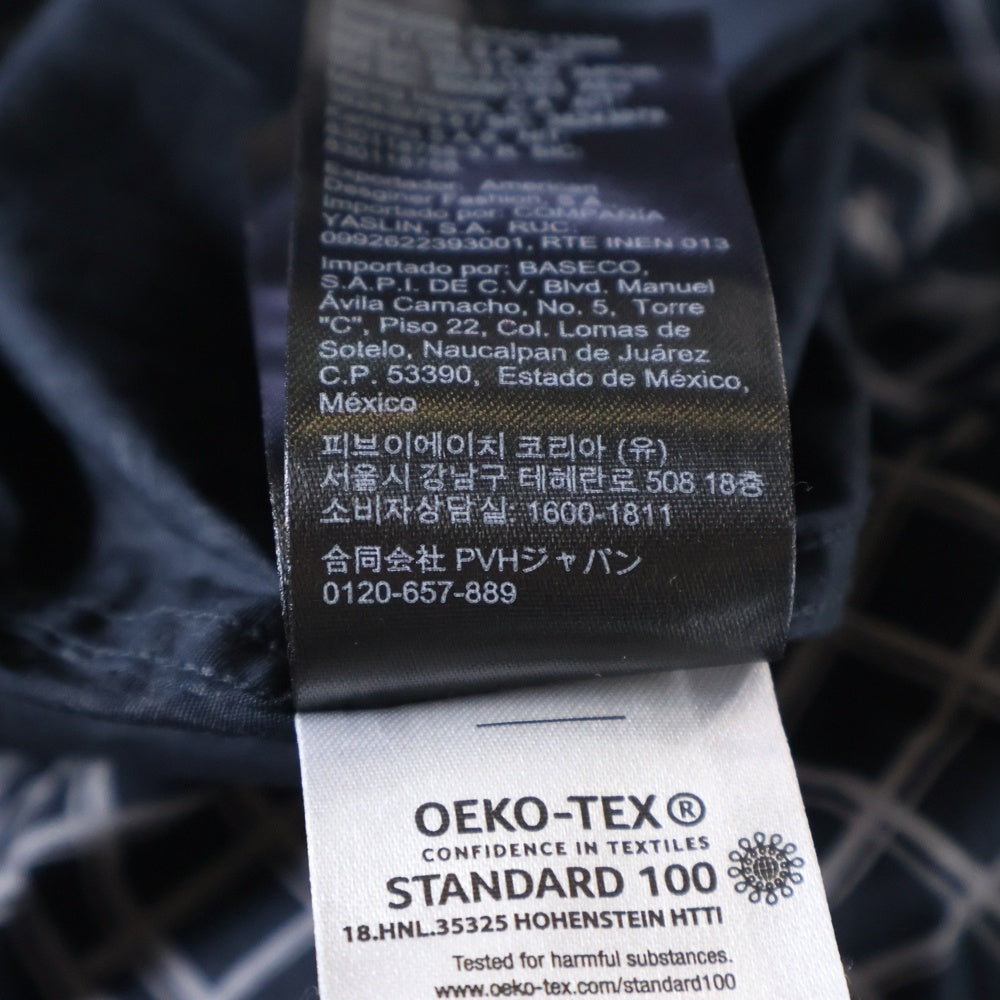 Exportador: American
Designer Fashion, S.A.
Importado por: COMPAÑIA
YASLIN, S.A. RUC:
0992622393001, RTE INEN 013
Importado por: BASECO,
S.A.P.I. DE C.V. Blvd. Manuel
Ávila Camacho, No. 5, Torre
"C", Piso 22, Col. Lomas de
Sotelo, Naucalpan de Juárez
C.P. 53390, Estado de México,
México
피브이에이치 코리아 (유)
서울시 강남구 테헤란로 508 18층
소비자상담실: 1600-1811
合同会社 PVHジャパン
0120-657-889
OEKO-TEX®
CONFIDENCE IN TEXTILES
STANDARD 100
18.HNL.35325 HOHENSTEIN HTTI
Tested for harmful substances.
www.oeko-tex.com/standard100